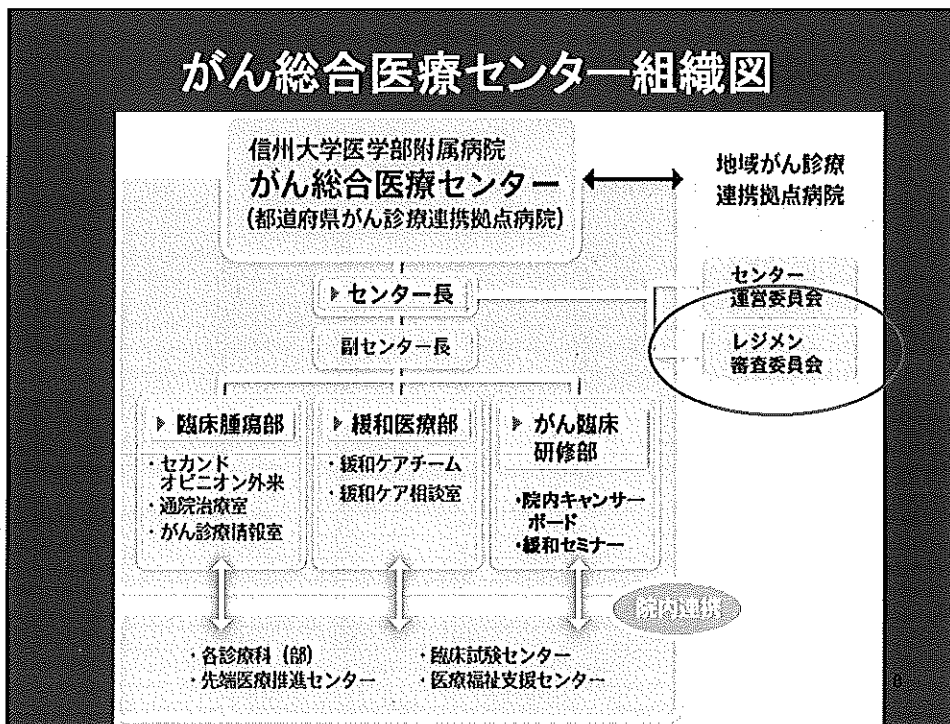 がん総合医療センター組織図
信州大学医学部附属病院
がん総合医療センター
(都道府県がん診療連携拠点病院)
地域がん診療
連携拠点病院
▶ センター長
センター
運営委員会
副センター長
レジメン
審査委員会
▶ 臨床腫瘍部
・セカンド
オピニオン外来
・通院治療室
・がん診療情報室
▶ 緩和医療部
・緩和ケアチーム
・緩和ケア相談室
▶ がん臨床
研修部
・院内キャンサー
ボード
・緩和セミナー
院内連携
・各診療科（部）
・先端医療推進センター
・臨床試験センター
・医療福祉支援センター